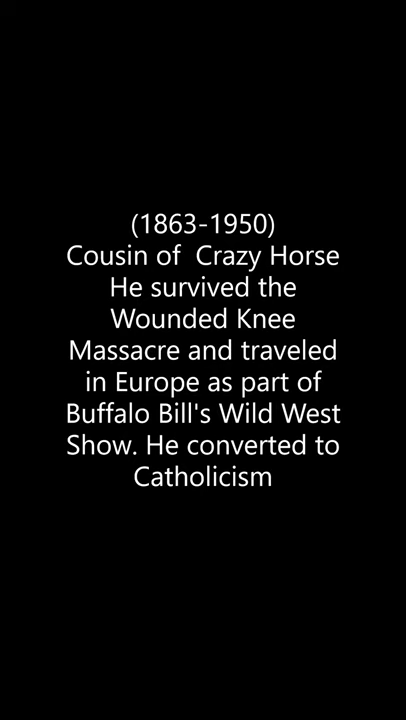 (1863-1950)
Cousin of  Crazy Horse
He survived the
Wounded Knee
Massacre and traveled
in Europe as part of
Buffalo Bill's Wild West
Show. He converted to
Catholicism